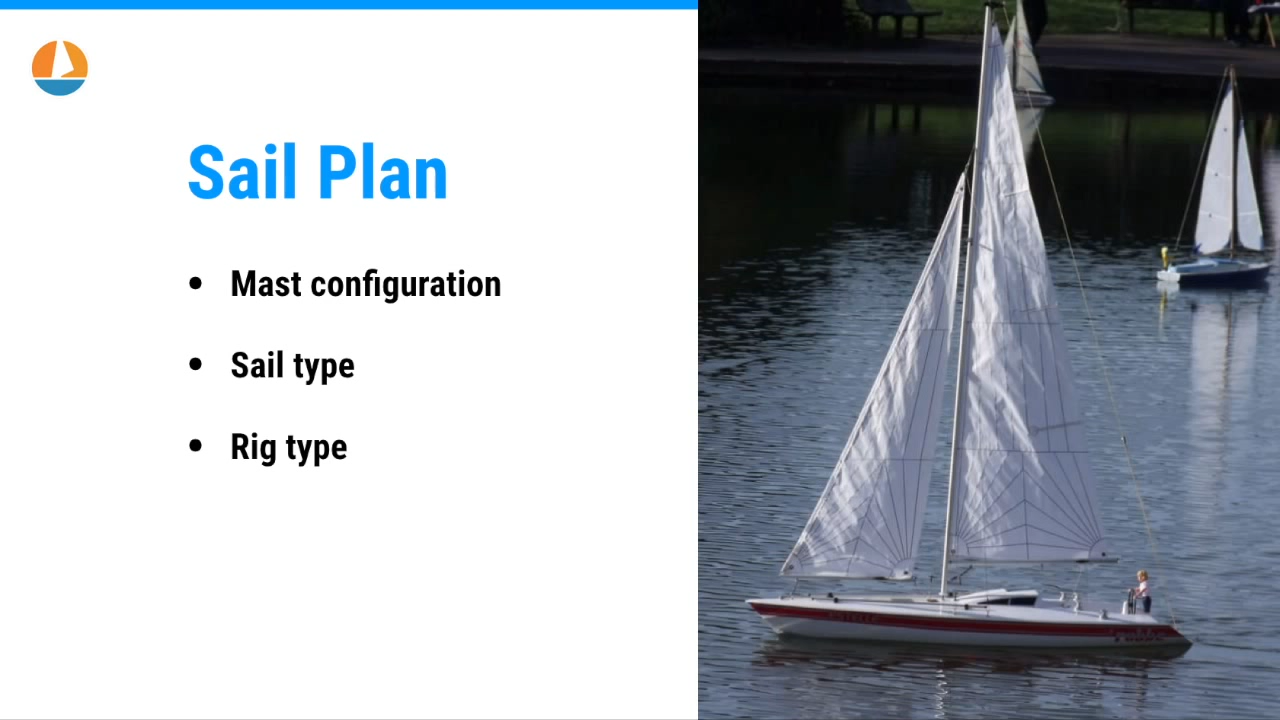 Sail Plan
• Mast configuration
• Sail type
• Rig type